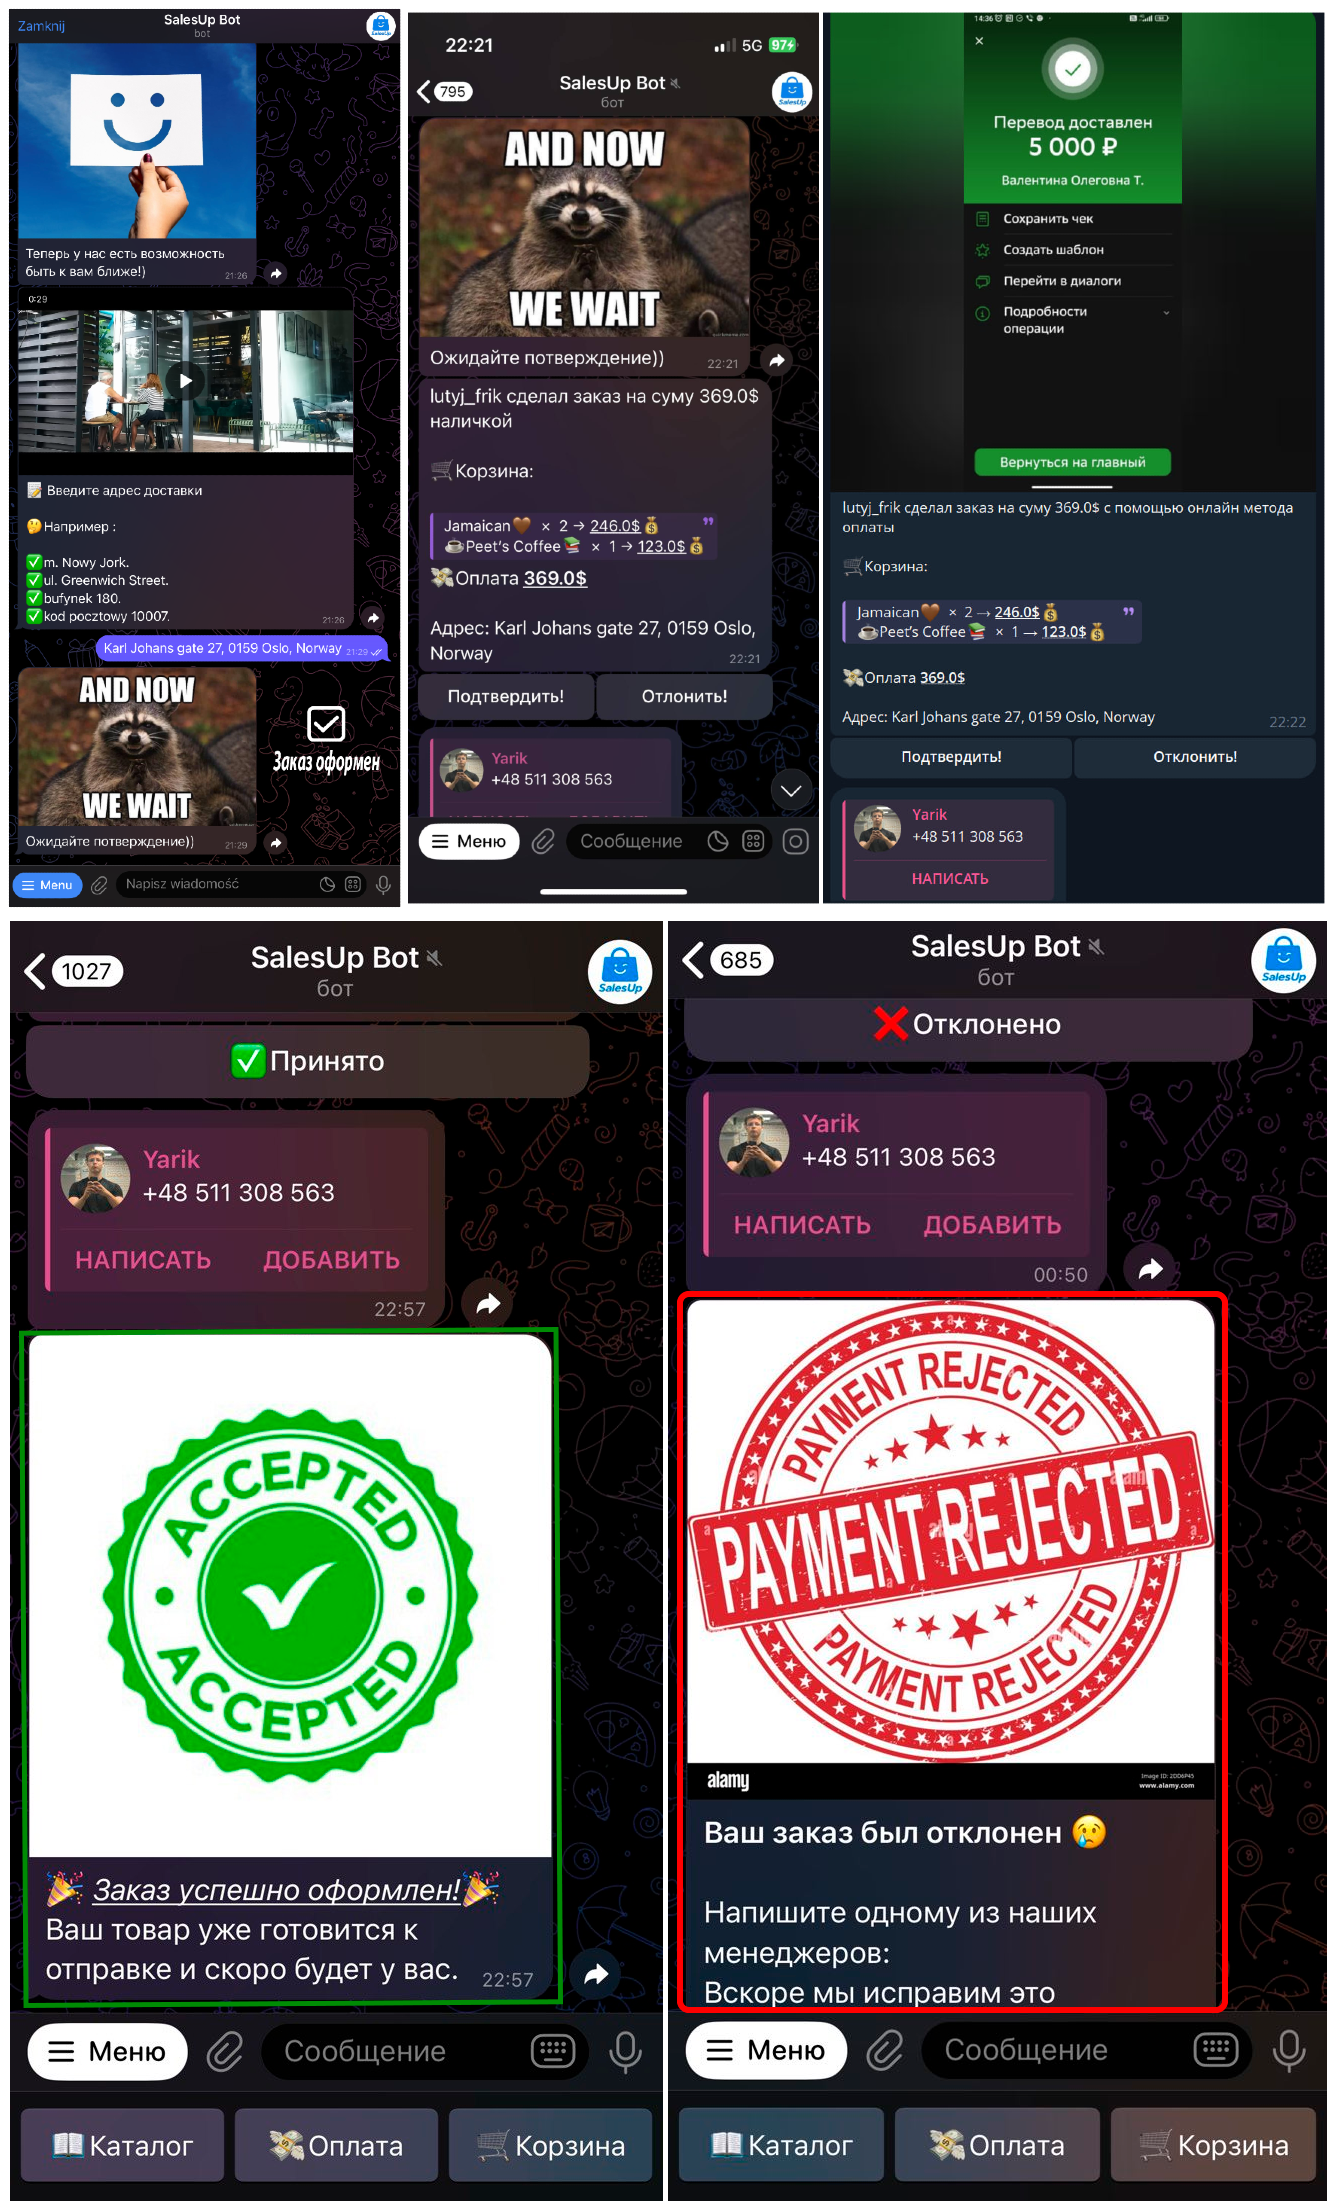 Zamknij
SalesUp Bot
bot
Теперь у нас есть возможность
быть к вам ближе!)
21:26
0:29
Введите адрес доставки
Например :
m. Nowy Jork.
ul. Greenwich Street.
bufynek 180.
kod pocztowy 10007.
21:26
Karl Johans gate 27, 0159 Oslo, Norway 21:29
AND NOW
WE WAIT
Ожидайте потверждение))
21:29
Заказ оформлен
Menu
Napisz wiadomość
22:21
5G 97
795
SalesUp Bot
бот
SalesUp
AND NOW
WE WAIT
Ожидайте потверждение))
22:21
lutyj_frik сделал заказ на суму 369.0$
наличкой
Корзина:
Jamaican × 2 → 246.0$
Peet's Coffee × 1 → 123.0$
Оплата 369.0$
Адрес: Karl Johans gate 27, 0159 Oslo,
Norway
22:21
Подтвердить!
Отлонить!
Yarik
+48 511 308 563
Меню
Сообщение
14:36
Перевод доставлен
5 000 ₽
Валентина Олеговна Т.
Сохранить чек
Создать шаблон
Перейти в диалоги
Подробности
операции
Вернуться на главный
lutyj_frik сделал заказ на суму 369.0$ с помощью онлайн метода
оплаты
Корзина:
Jamaican × 2 → 246.0$
Peet's Coffee × 1 → 123.0$
Оплата 369.0$
Адрес: Karl Johans gate 27, 0159 Oslo, Norway
22:22
Подтвердить!
Отклонить!
Yarik
+48 511 308 563
НАПИСАТЬ
1027
SalesUp Bot
бот
SalesUp
Принято
Yarik
+48 511 308 563
НАПИСАТЬ
ДОБАВИТЬ
22:57
ACCEPTED
ACCEPTED
Заказ успешно оформлен!
Ваш товар уже готовится к
отправке и скоро будет у вас.
22:57
Меню
Сообщение
Каталог
Оплата
Корзина
685
SalesUp Bot
бот
SalesUp
Отклонено
Yarik
+48 511 308 563
НАПИСАТЬ
ДОБАВИТЬ
00:50
PAYMENT REJECTED
PAYMENT REJECTED
PAYMENT REJECTED
alamy
Image ID: 2DD6P45
www.alamy.com
Ваш заказ был отклонен
Напишите одному из наших
менеджеров:
Вскоре мы исправим это
Меню
Сообщение
Каталог
Оплата
Корзина